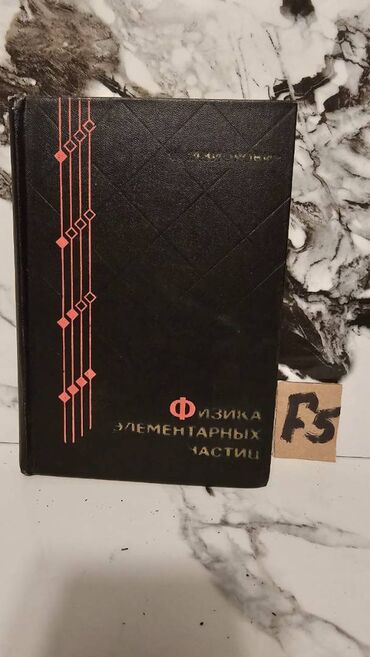 Физика
элементарных
частиц
F5